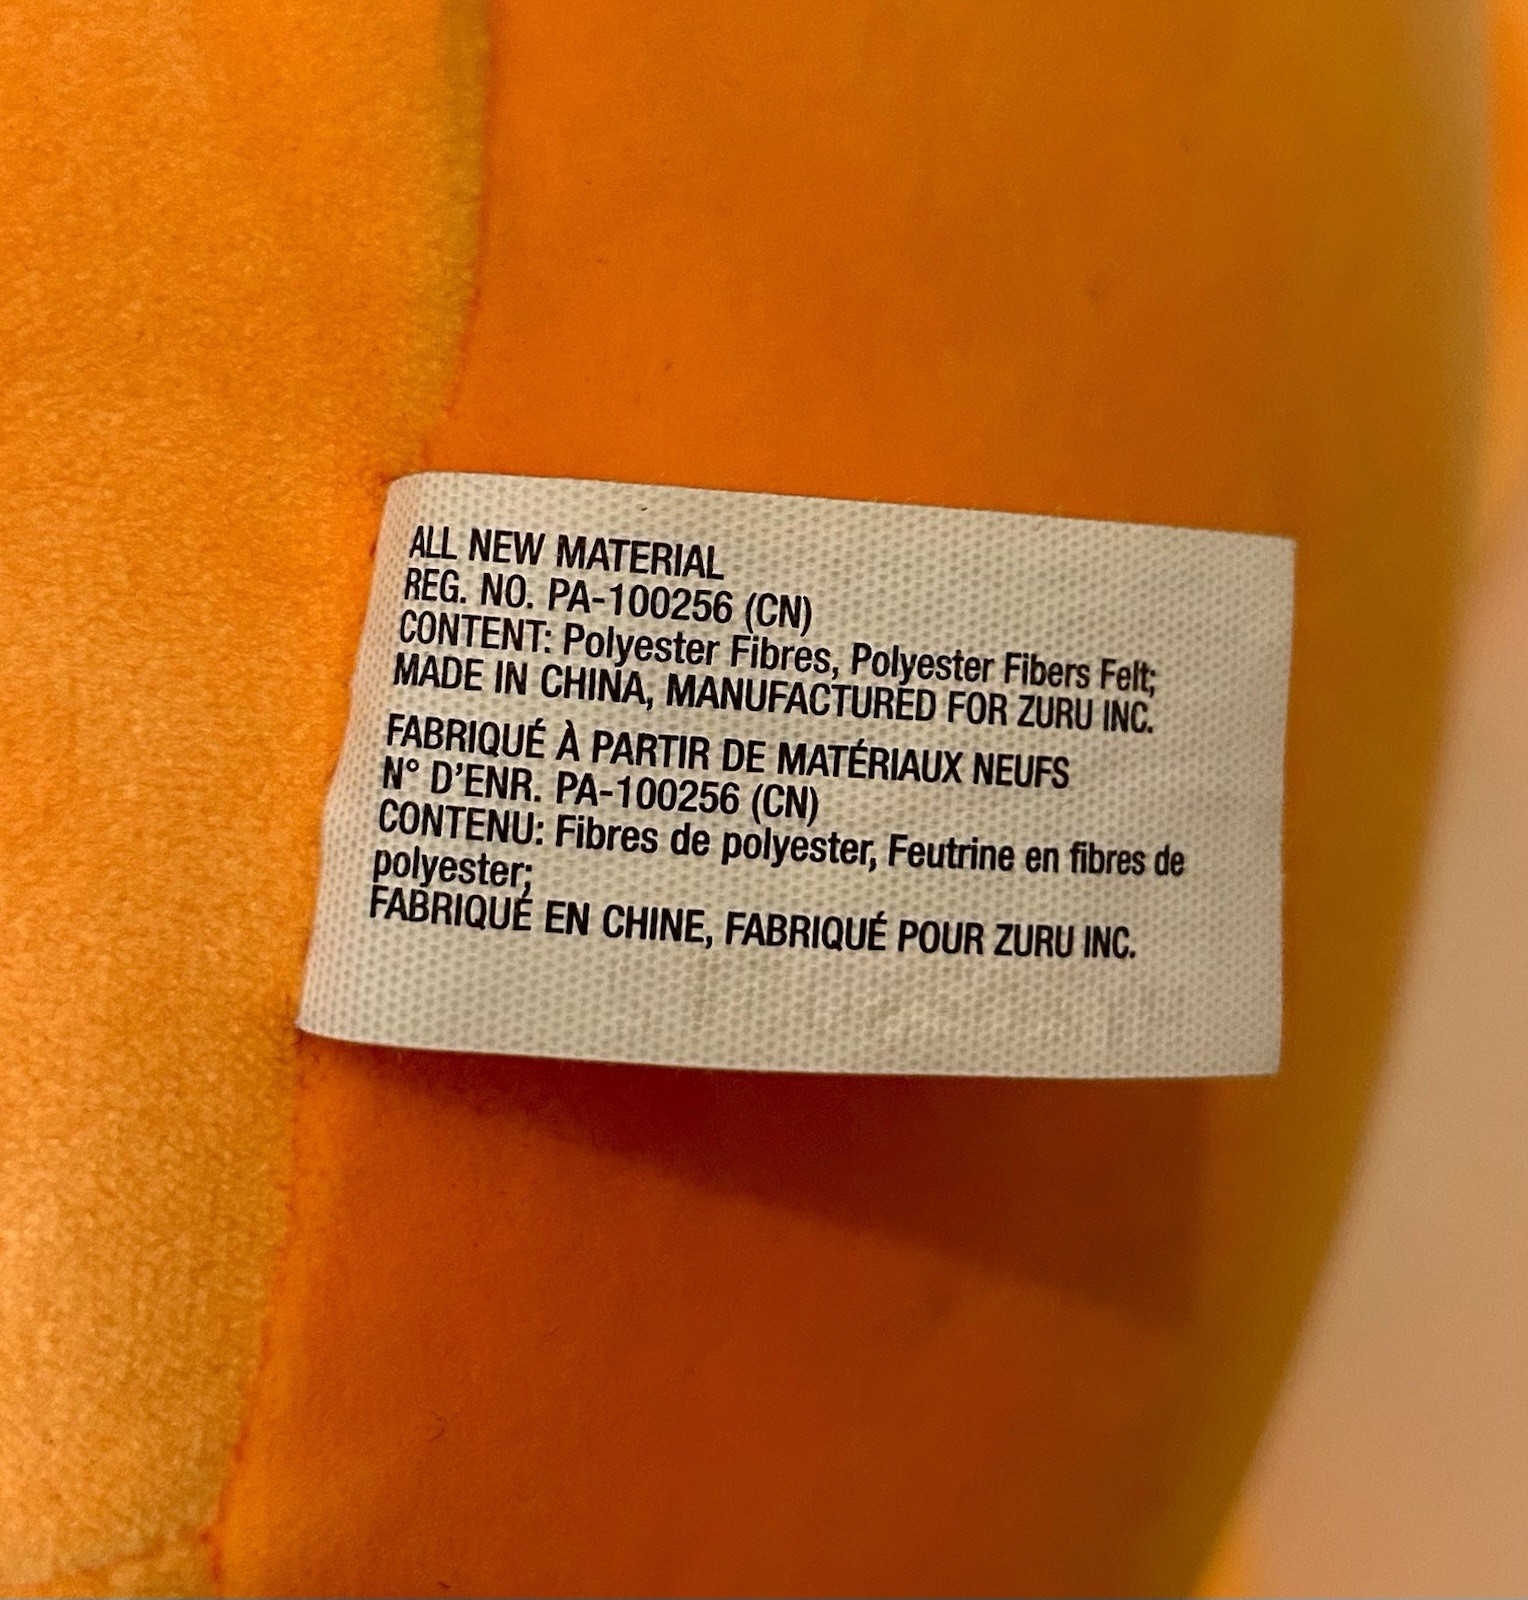 ALL NEW MATERIAL
REG. NO. PA-100256 (CN)
CONTENT: Polyester Fibres, Polyester Fibers Felt;
MADE IN CHINA, MANUFACTURED FOR ZURU INC.
FABRIQUÉ À PARTIR DE MATÉRIAUX NEUFS
N° D'ENR. PA-100256 (CN)
CONTENU: Fibres de polyester, Feutrine en fibres de
polyester;
FABRIQUÉ EN CHINE, FABRIQUÉ POUR ZURU INC.